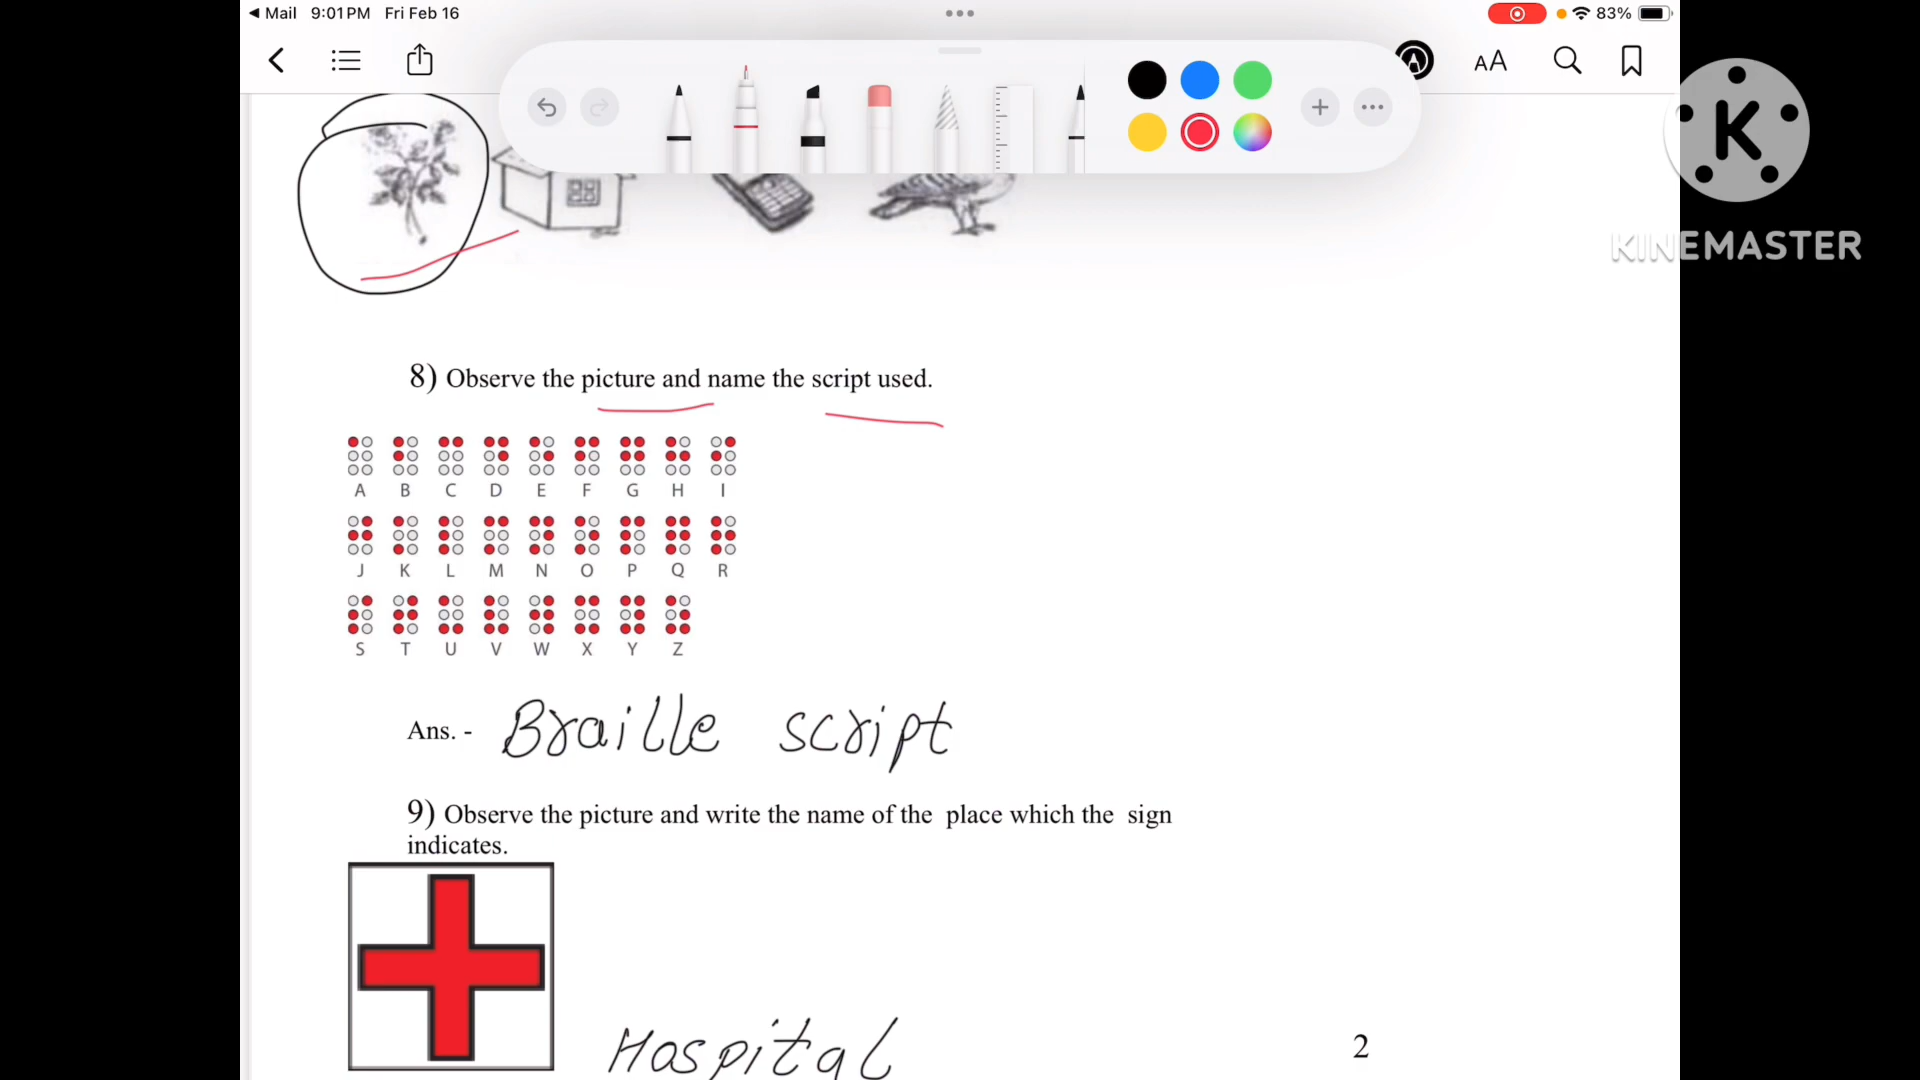 Mail 9:01 PM Fri Feb 16
83%
AA
K
KINEMASTER
8) Observe the picture and name the script used.
A B C D E F G H I
J K L M N O P Q R
S T U V W X Y Z
Ans. - Braille script
9) Observe the picture and write the name of the place which the sign
indicates.
Hospital
2